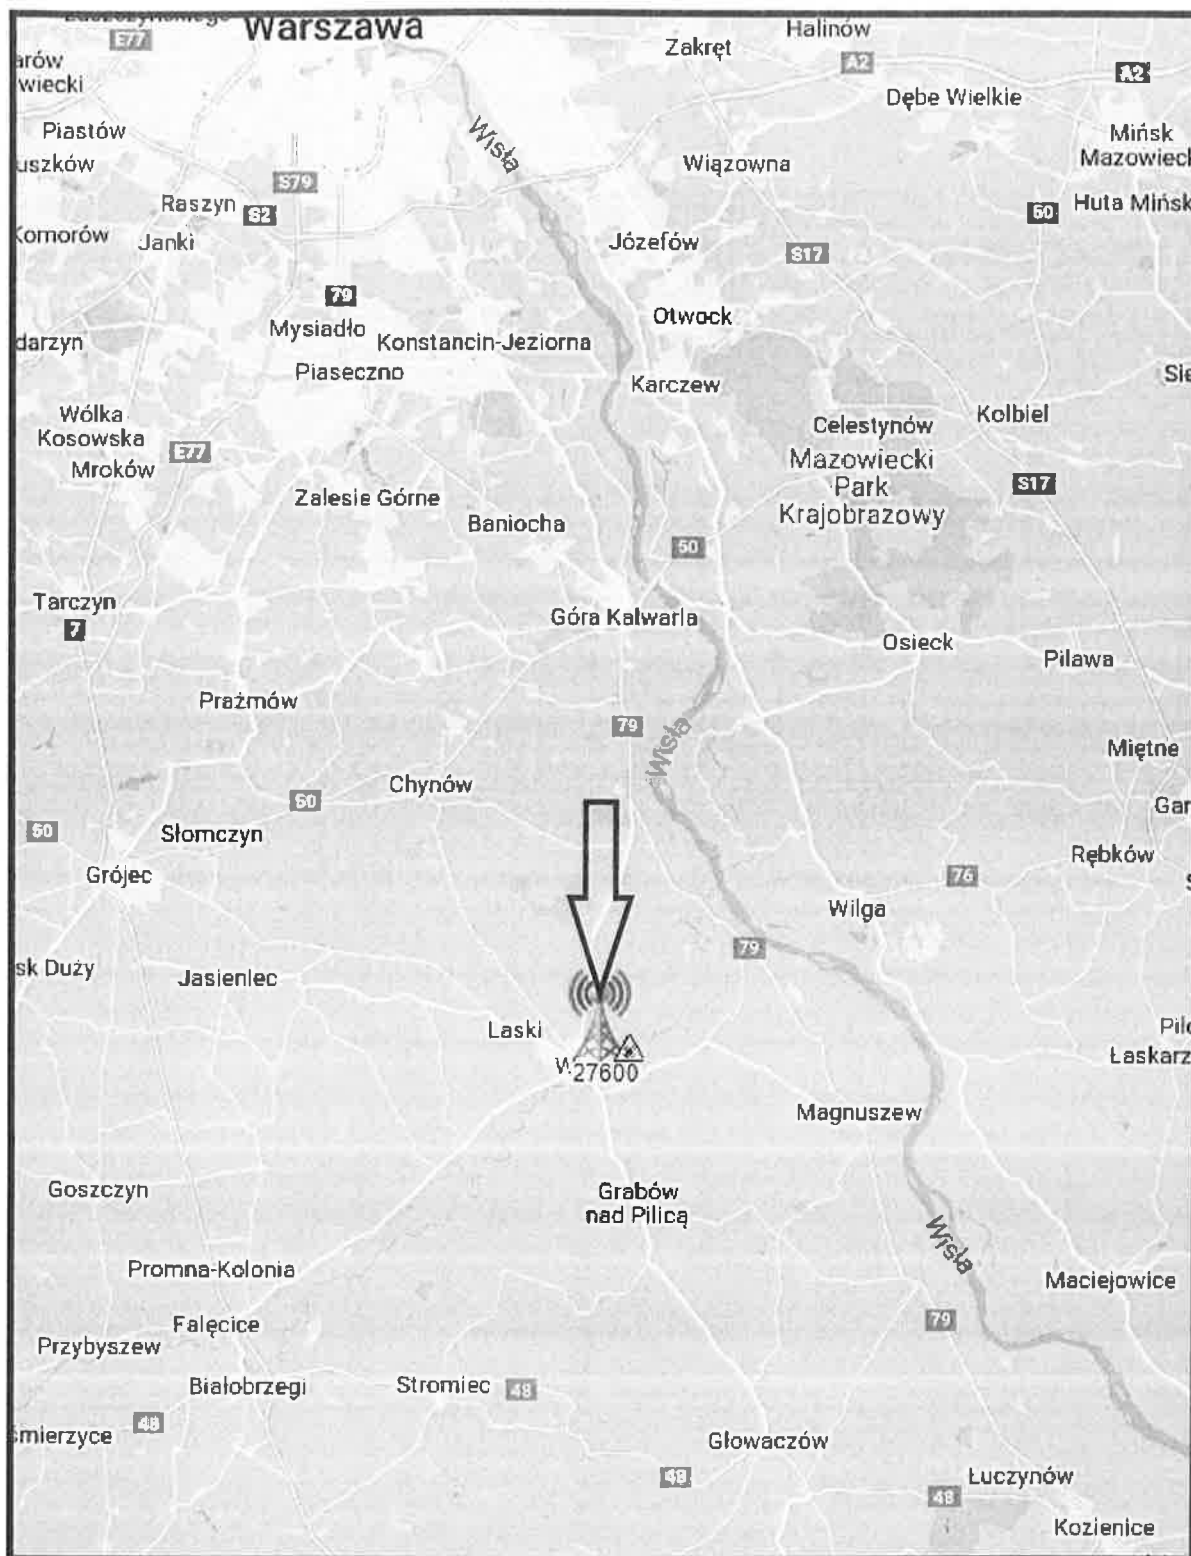 Warszawa
Halinów
Zakręt
E77
A2
A2
arów
wiecki
Dębe Wielkie
Piastów
Wisła
Mińsk
Mazowieck
uszków
Wiązowna
S79
Raszyn
S2
50
Huta Mińsk
Komorów
Janki
Józefów
S17
79
Mysiadło
Otwock
darzyn
Konstancin-Jeziorna
Piaseczno
Karczew
Sie
Wólka
Kosowska
Kołbiel
Celestynów
E77
Mroków
Mazowiecki
Park
Krajobrazowy
S17
Zalesie Górne
Baniocha
50
Tarczyn
7
Góra Kalwaria
Osieck
Pilawa
Prażmów
79
Wisła
Miętne
Chynów
50
Gar
50
Słomczyn
Rębków
Grójec
76
Wilga
79
sk Duży
Jasieniec
Laski
Pilc
Łaskarz
W
27600
Magnuszew
Goszczyn
Grabów
nad Pilicą
Wisła
Promna-Kolonia
Maciejowice
Falęcice
79
Przybyszew
Białobrzegi
Stromiec
48
48
śmierzyce
Głowaczów
48
Łuczynów
48
Kozienice